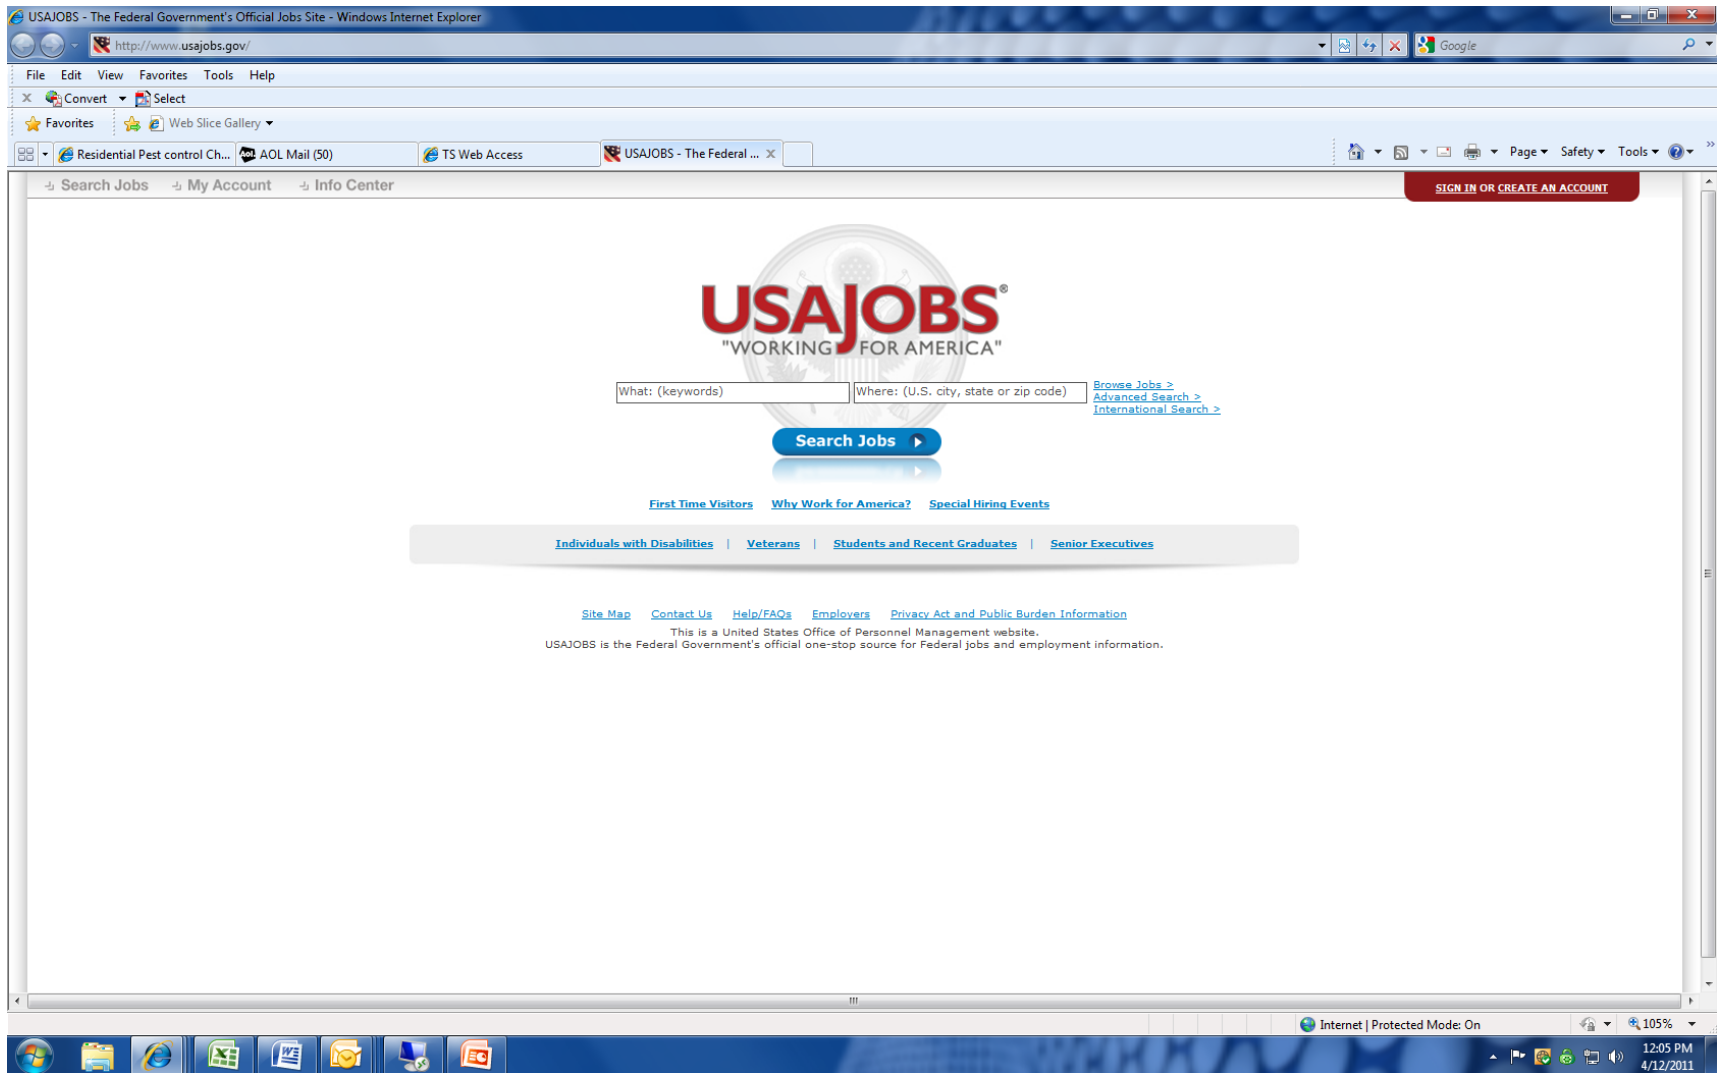 USAJOBS - The Federal Government's Official Jobs Site - Windows Internet Explorer
http://www.usajobs.gov/
Google
File Edit View Favorites Tools Help
X Convert Select
Favorites Web Slice Gallery
Residential Pest control Ch... AOL Mail (50) TS Web Access USAJOBS - The Federal ... X
Page Safety Tools
Search Jobs My Account Info Center
SIGN IN OR CREATE AN ACCOUNT
USAJOBS®
"WORKING FOR AMERICA"
What: (keywords) Where: (U.S. city, state or zip code)
Browse Jobs >
Advanced Search >
International Search >
Search Jobs
First Time Visitors Why Work for America? Special Hiring Events
Individuals with Disabilities | Veterans | Students and Recent Graduates | Senior Executives
Site Map Contact Us Help/FAQs Employers Privacy Act and Public Burden Information
This is a United States Office of Personnel Management website.
USAJOBS is the Federal Government's official one-stop source for Federal jobs and employment information.
Internet | Protected Mode: On
105%
12:05 PM
4/12/2011